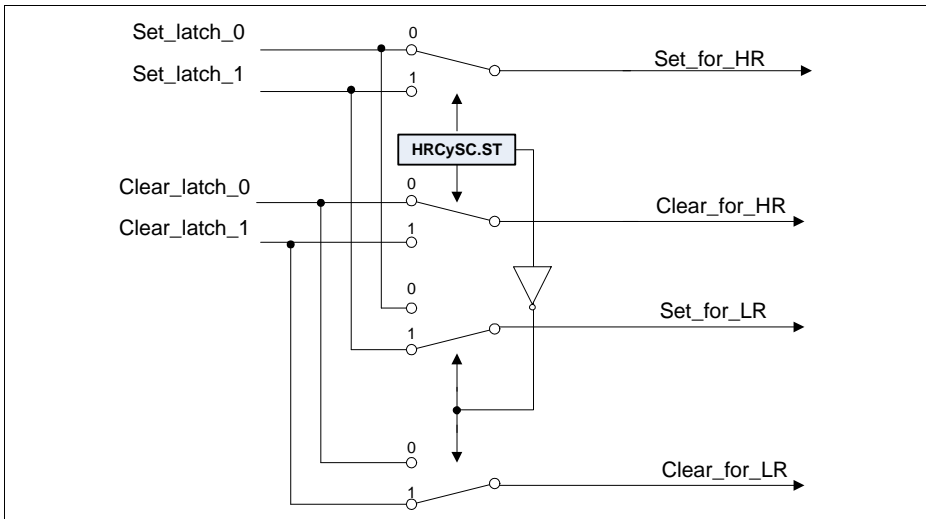 Set_latch_0
0
Set_for_HR
Set_latch_1
1
HRCySC.ST
Clear_latch_0
0
Clear_for_HR
Clear_latch_1
1
0
Set_for_LR
1
0
Clear_for_LR
1